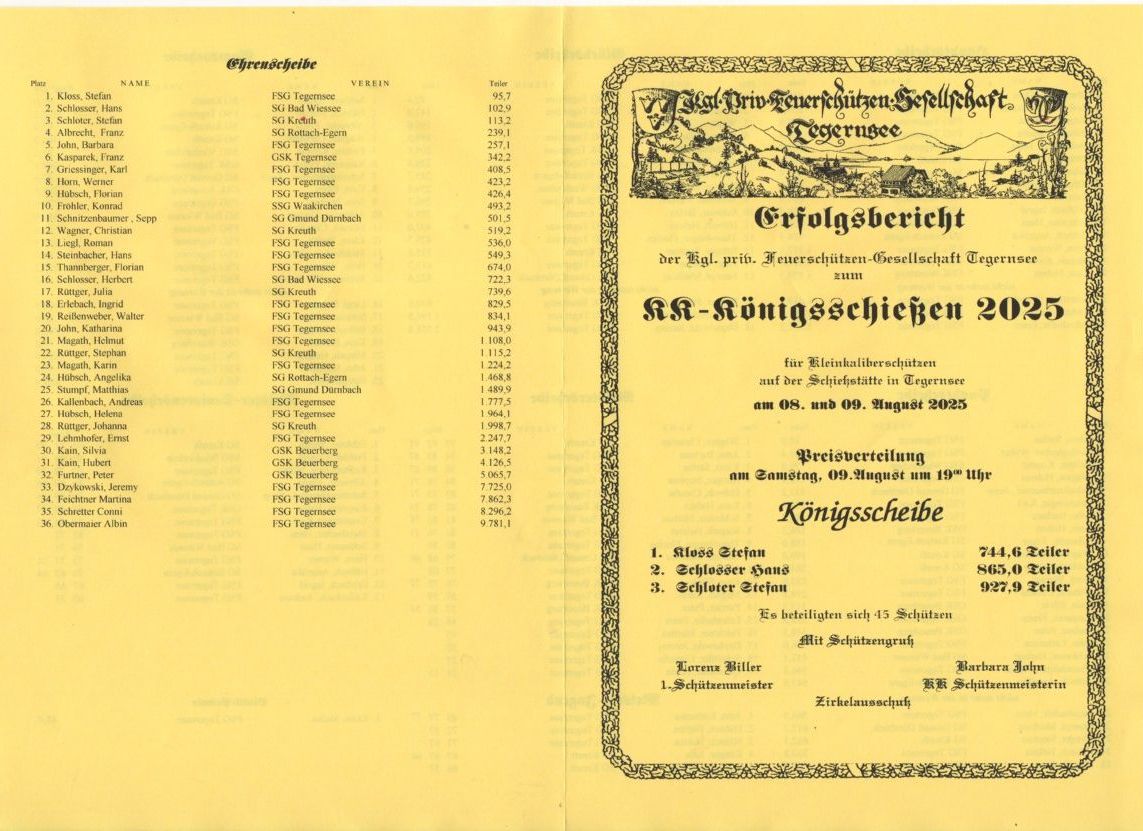 Ehrenscheibe
Platz NAME VEREIN Teiler
1. Kloss, Stefan FSG Tegernsee 95,7
2. Schlosser, Hans SG Bad Wiessee 102,9
3. Schloter, Stefan SG Kreuth 113,2
4. Albrecht, Franz SG Rottach-Egern 239,1
5. John, Barbara FSG Tegernsee 257,1
6. Kasparek, Franz GSK Tegernsee 342,2
7. Griessinger, Karl FSG Tegernsee 408,5
8. Horn, Werner FSG Tegernsee 423,2
9. Hübsch, Florian FSG Tegernsee 426,4
10. Fröhler, Konrad SSG Waakirchen 493,2
11. Schnitzenbaumer , Sepp SG Gmund Dürnbach 501,5
12. Wagner, Christian SG Kreuth 519,2
13. Liegl, Roman FSG Tegernsee 536,0
14. Steinbacher, Hans FSG Tegernsee 549,3
15. Thannberger, Florian FSG Tegernsee 674,0
16. Schlosser, Herbert SG Bad Wiessee 722,3
17. Rüttger, Julia SG Kreuth 739,6
18. Erlebach, Ingrid FSG Tegernsee 829,5
19. Reißenweber, Walter FSG Tegernsee 834,1
20. John, Katharina FSG Tegernsee 943,9
21. Magath, Helmut FSG Tegernsee 1 108,0
22. Rüttger, Stephan SG Kreuth 1 115,2
23. Magath, Karin FSG Tegernsee 1 224,2
24. Hübsch, Angelika SG Rottach-Egern 1.468,8
25. Stumpf, Matthias SG Gmund Dürnbach 1 489,9
26. Kallenbach, Andreas FSG Tegernsee 1.777,5
27. Hübsch, Helena FSG Tegernsee 1 964,1
28. Rüttger, Johanna SG Kreuth 1 998,7
29. Lehmhofer, Ernst FSG Tegernsee 2.247,7
30. Kain, Silvia GSK Beuerberg 3.148,2
31. Kain, Hubert GSK Beuerberg 4 126,5
32. Furtner, Peter GSK Beuerberg 5 065,7
33. Dzykowski, Jeremy FSG Tegernsee 7 725,0
34. Feichtner Martina FSG Tegernsee 7 862,3
35. Schretter Conni FSG Tegernsee 8 296,2
36. Obermaier Albin FSG Tegernsee 9 781,1
Kgl-Priv-Feuerschützen-Gesellschaft
Tegernsee
Erfolgsbericht
der Kgl. priv. Feuerschützen-Gesellschaft Tegernsee
zum
KK-Königsschießen 2025
für Kleinkaliberschützen
auf der Schießstätte in Tegernsee
am 08. und 09. August 2025
Preisverteilung
am Samstag, 09.August um 19⁰⁰ Uhr
Königsscheibe
1. Kloss Stefan 744,6 Teiler
2. Schlosser Hans 865,0 Teiler
3. Schloter Stefan 927,9 Teiler
Es beteiligten sich 45 Schützen
Mit Schützengruß
Lorenz Biller Barbara John
1.Schützenmeister KK Schützenmeisterin
Zirkelausschuß